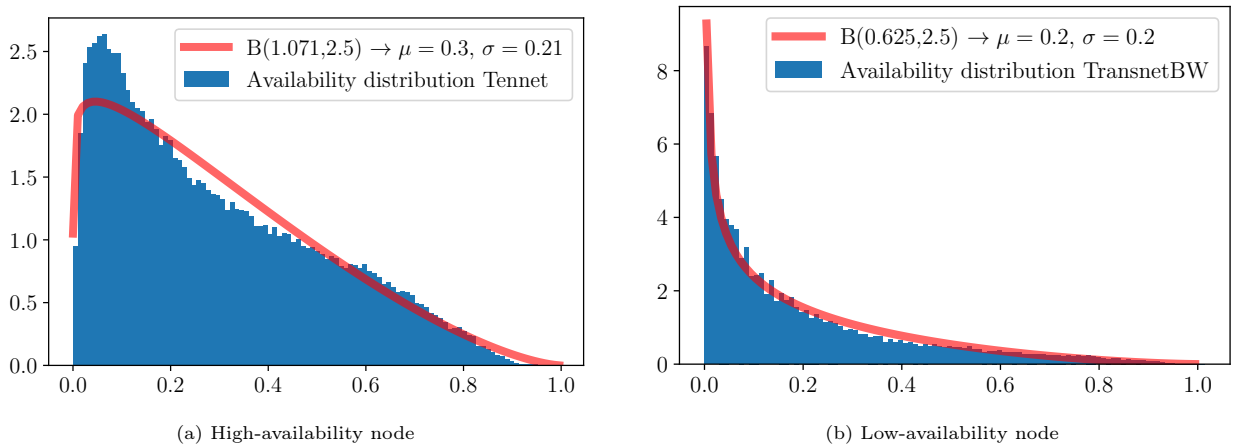 2.5
2.0
1.5
1.0
0.5
0.0
B(1.071,2.5) → μ = 0.3, σ = 0.21
Availability distribution Tennet
0.0 0.2 0.4 0.6 0.8 1.0
(a) High-availability node
8
6
4
2
0
B(0.625,2.5) → μ = 0.2, σ = 0.2
Availability distribution TransnetBW
0.0 0.2 0.4 0.6 0.8 1.0
(b) Low-availability node